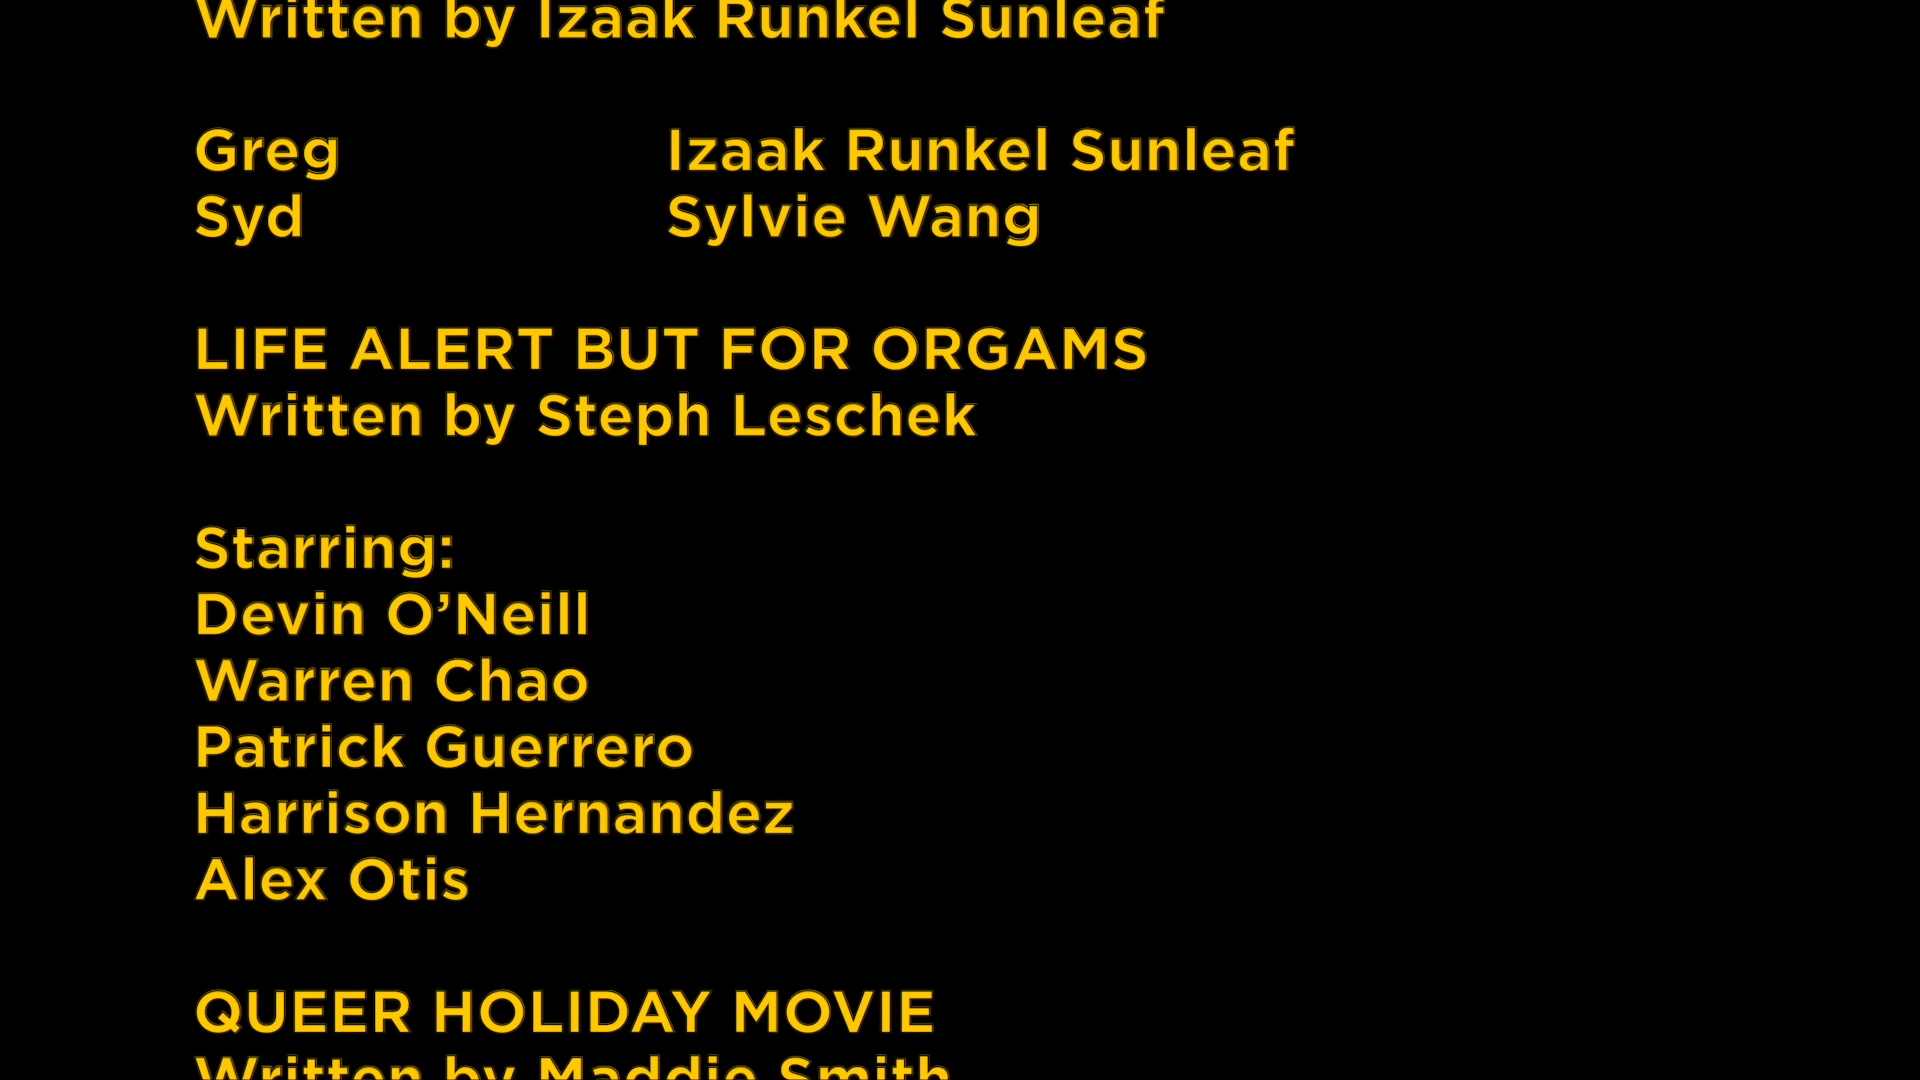 Written by Izaak Runkel Sunleaf
Greg Izaak Runkel Sunleaf
Syd Sylvie Wang
LIFE ALERT BUT FOR ORGAMS
Written by Steph Leschek
Starring:
Devin O’Neill
Warren Chao
Patrick Guerrero
Harrison Hernandez
Alex Otis
QUEER HOLIDAY MOVIE
Written by Maddie Smith